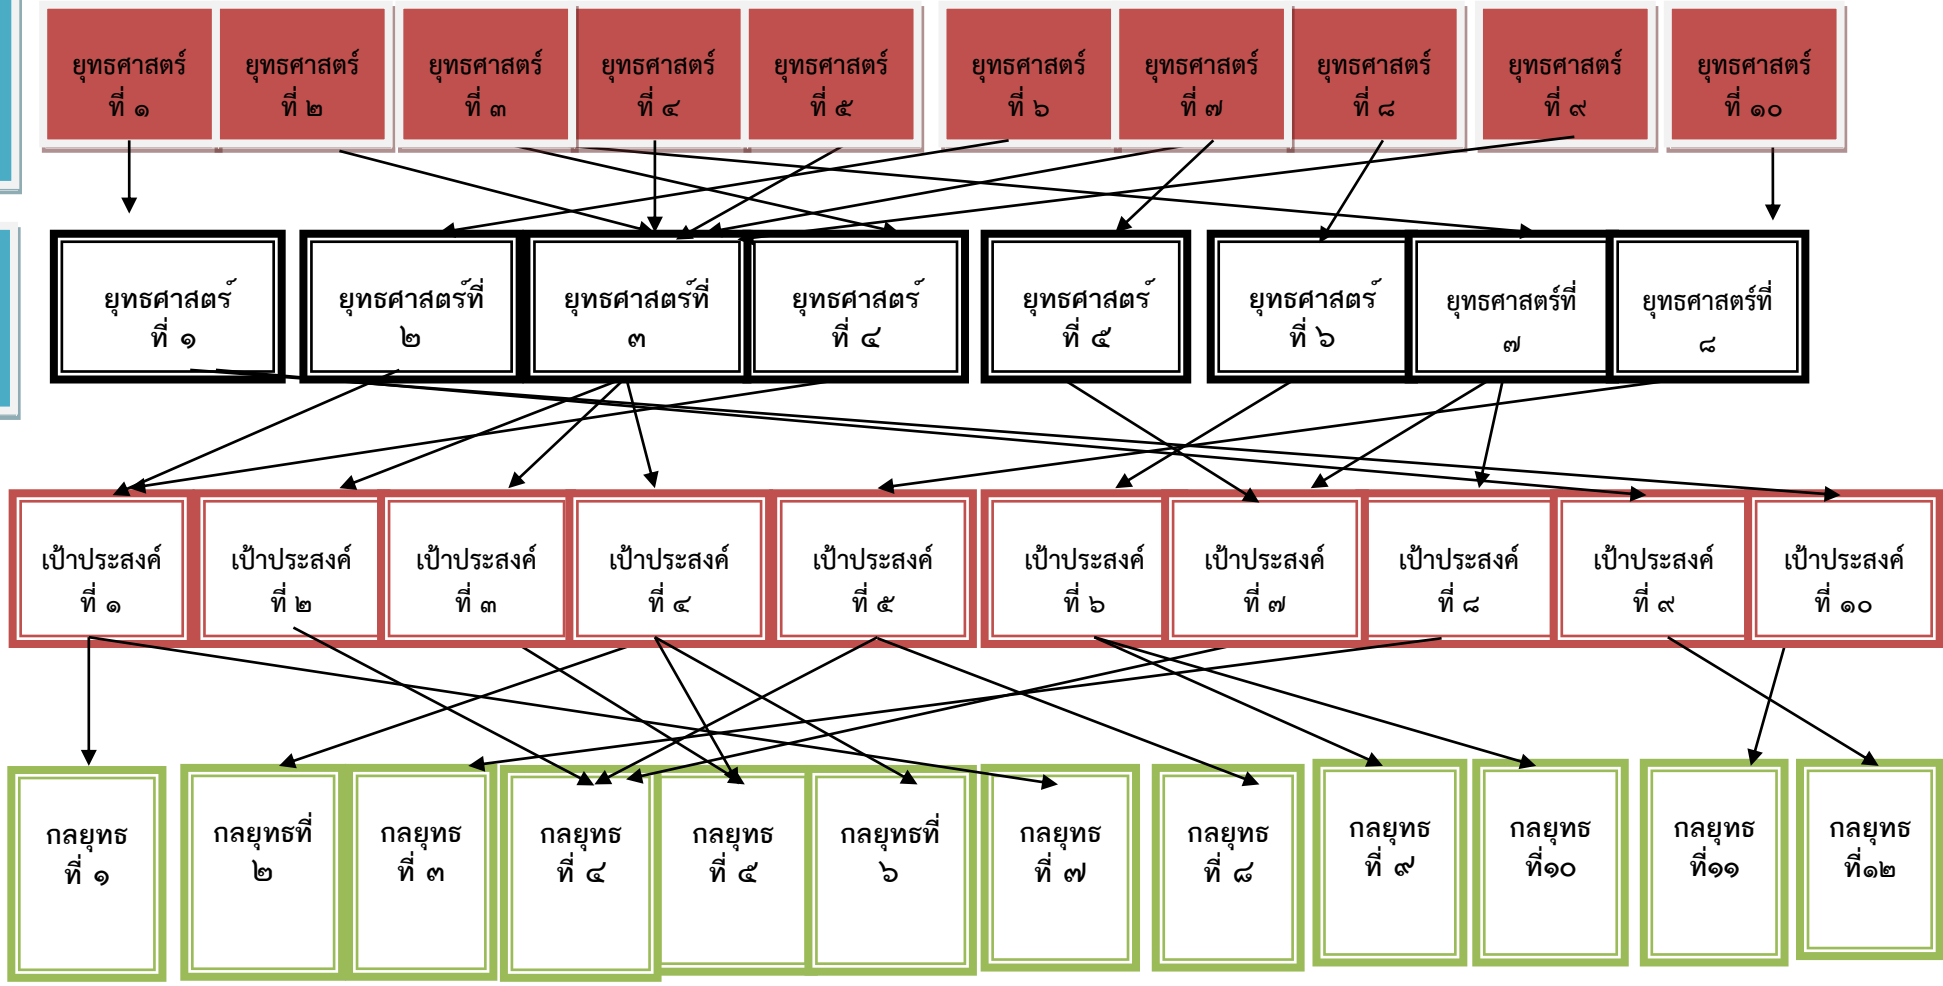 ยุทธศาสตร์
ที่ ๑
ยุทธศาสตร์
ที่ ๒
ยุทธศาสตร์
ที่ ๓
ยุทธศาสตร์
ที่ ๔
ยุทธศาสตร์
ที่ ๕
ยุทธศาสตร์
ที่ ๖
ยุทธศาสตร์
ที่ ๗
ยุทธศาสตร์
ที่ ๘
ยุทธศาสตร์
ที่ ๙
ยุทธศาสตร์
ที่ ๑๐
ยุทธศาสตร์
ที่ ๑
ยุทธศาสตร์ที่
๒
ยุทธศาสตร์ที่
๓
ยุทธศาสตร์
ที่ ๔
ยุทธศาสตร์
ที่ ๕
ยุทธศาสตร์
ที่ ๖
ยุทธศาสตร์ที่
๗
ยุทธศาสตร์ที่
๘
เป้าประสงค์
ที่ ๑
เป้าประสงค์
ที่ ๒
เป้าประสงค์
ที่ ๓
เป้าประสงค์
ที่ ๔
เป้าประสงค์
ที่ ๕
เป้าประสงค์
ที่ ๖
เป้าประสงค์
ที่ ๗
เป้าประสงค์
ที่ ๘
เป้าประสงค์
ที่ ๙
เป้าประสงค์
ที่ ๑๐
กลยุทธ
ที่ ๑
กลยุทธที่
๒
กลยุทธ
ที่ ๓
กลยุทธ
ที่ ๔
กลยุทธ
ที่ ๕
กลยุทธที่
๖
กลยุทธ
ที่ ๗
กลยุทธ
ที่ ๘
กลยุทธ
ที่ ๙
กลยุทธ
ที่๑๐
กลยุทธ
ที่๑๑
กลยุทธ
ที่๑๒